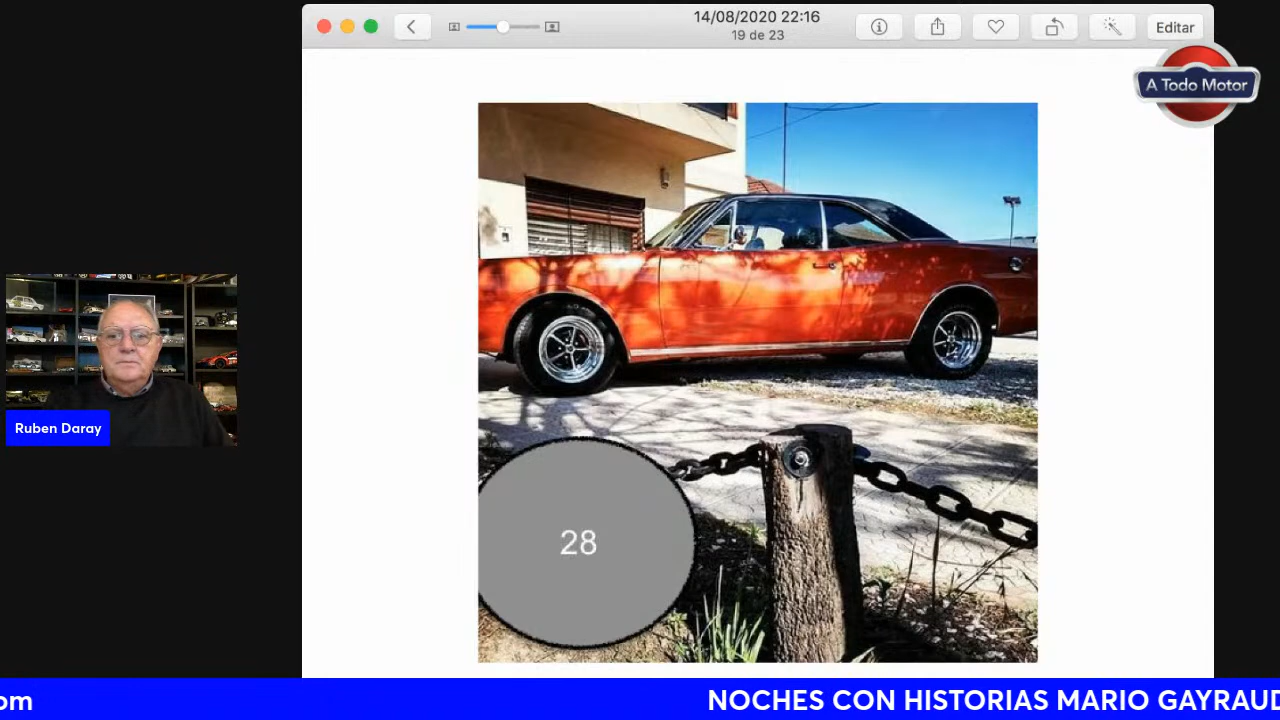 14/08/2020 22:16
19 de 23
Editar
A Todo Motor
Ruben Daray
28
om
NOCHES CON HISTORIAS MARIO GAYRAUD